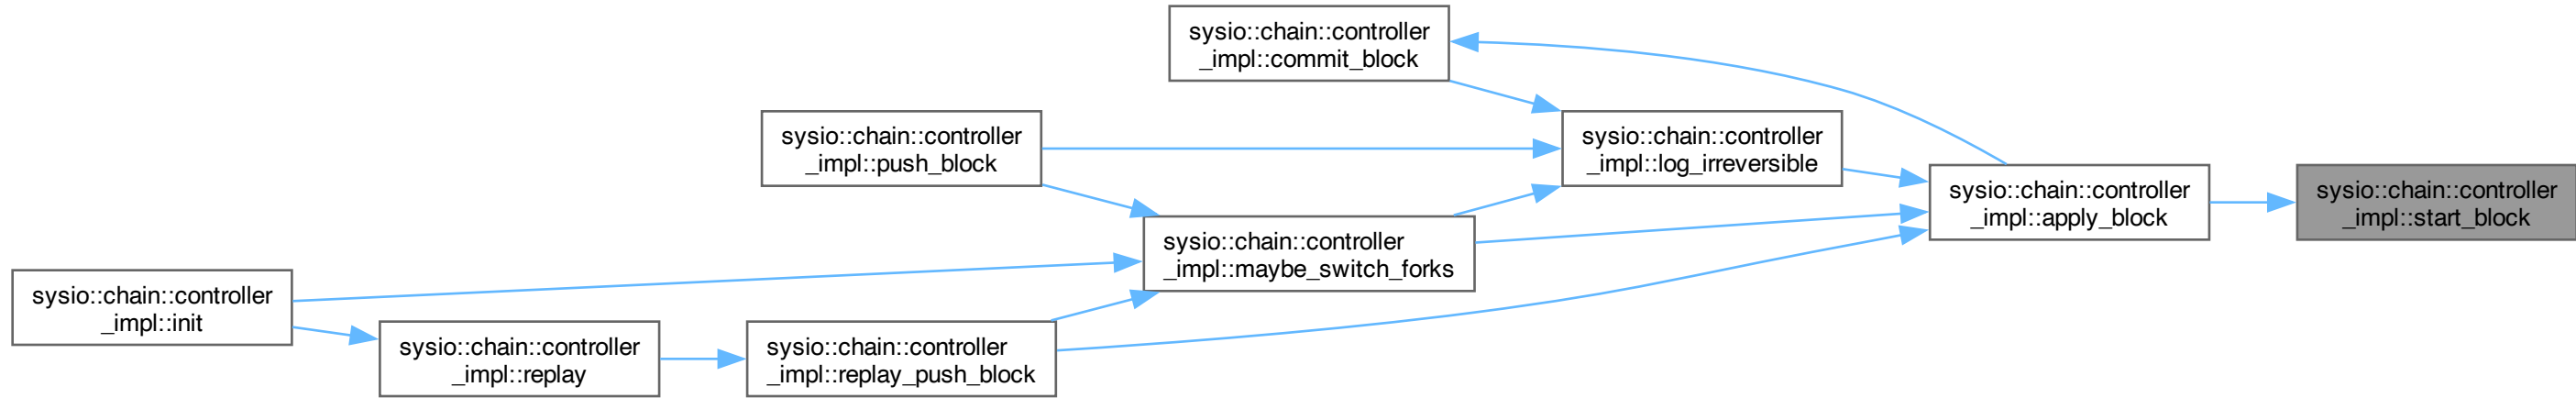 sysio::chain::controller
_impl::commit_block
sysio::chain::controller
_impl::push_block
sysio::chain::controller
_impl::log_irreversible
sysio::chain::controller
_impl::apply_block
sysio::chain::controller
_impl::start_block
sysio::chain::controller
_impl::maybe_switch_forks
sysio::chain::controller
_impl::init
sysio::chain::controller
_impl::replay
sysio::chain::controller
_impl::replay_push_block